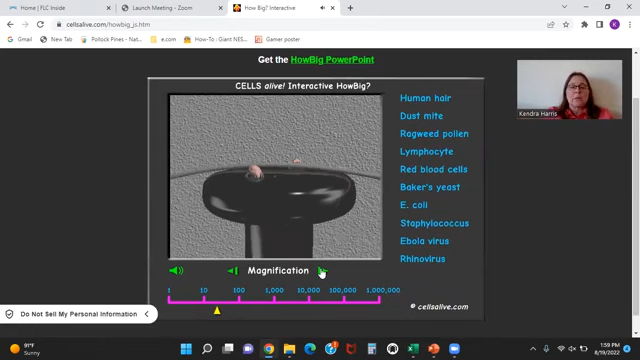 Home | FLC Inside
Launch Meeting - Zoom
How Big? Interactive
cellsalive.com/howbig_js.htm
Gmail
YouTube
Maps
New Tab
Pollock Pines - Nat...
e.com
How-To : Giant NES...
Gamer poster
Get the HowBig PowerPoint
CELLS alive! Interactive HowBig?
Human hair
Dust mite
Ragweed pollen
Lymphocyte
Red blood cells
Baker's yeast
E. coli
Staphylococcus
Ebola virus
Rhinovirus
Kendra Harris
Magnification
1 10 100 1,000 10,000 100,000 1,000,000
© cellsalive.com
Do Not Sell My Personal Information
91°F
Sunny
1:59 PM
8/19/2022